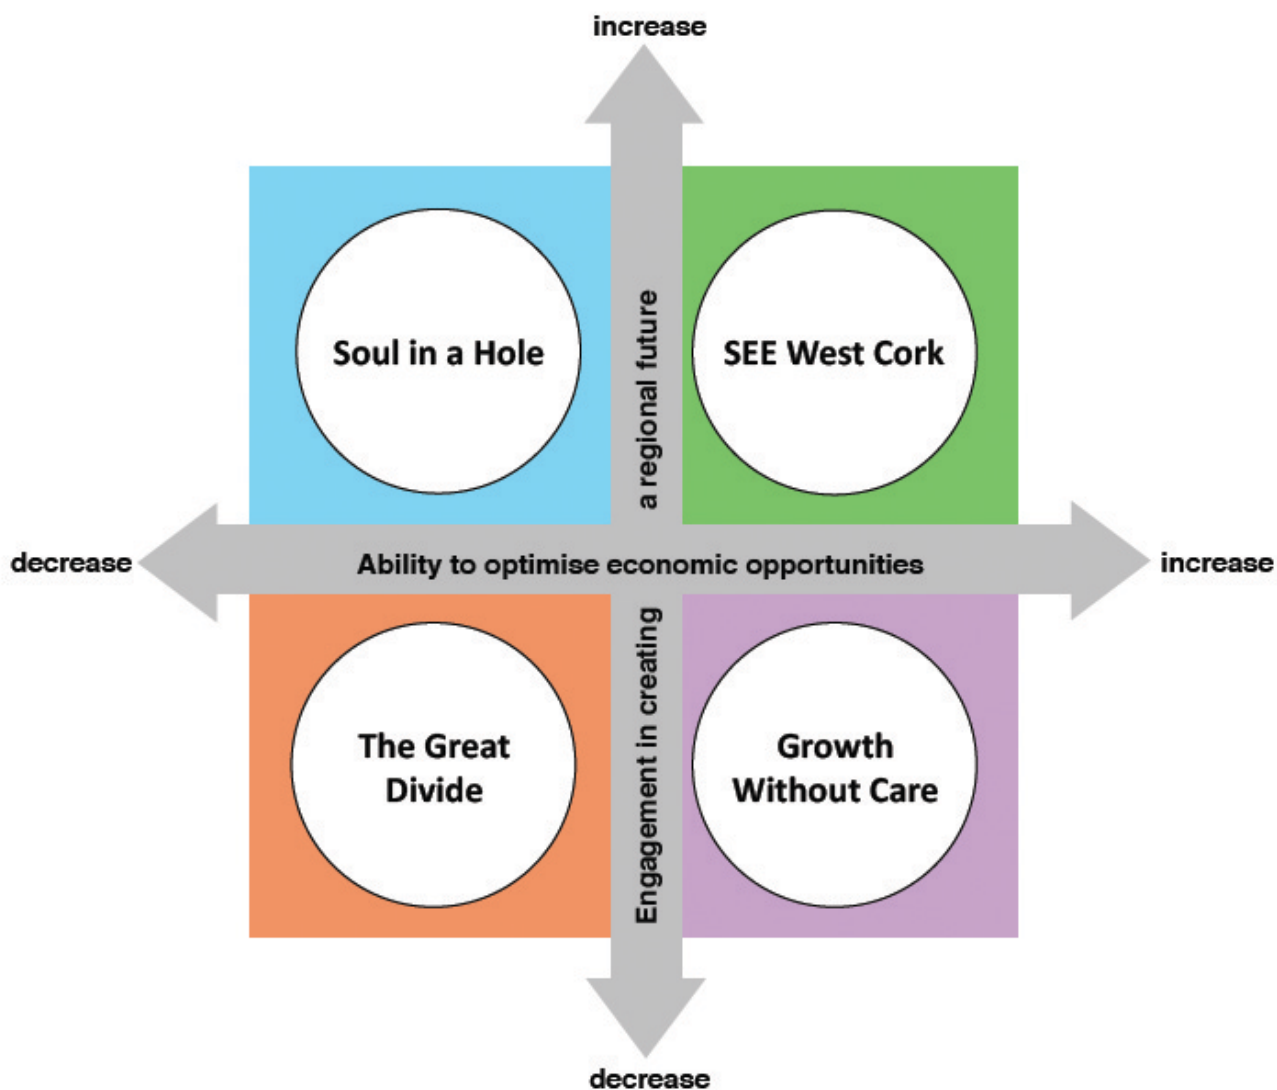 increase
Soul in a Hole
SEE West Cork
a regional future
decrease
Ability to optimise economic opportunities
increase
Engagement in creating
The Great
Divide
Growth
Without Care
decrease